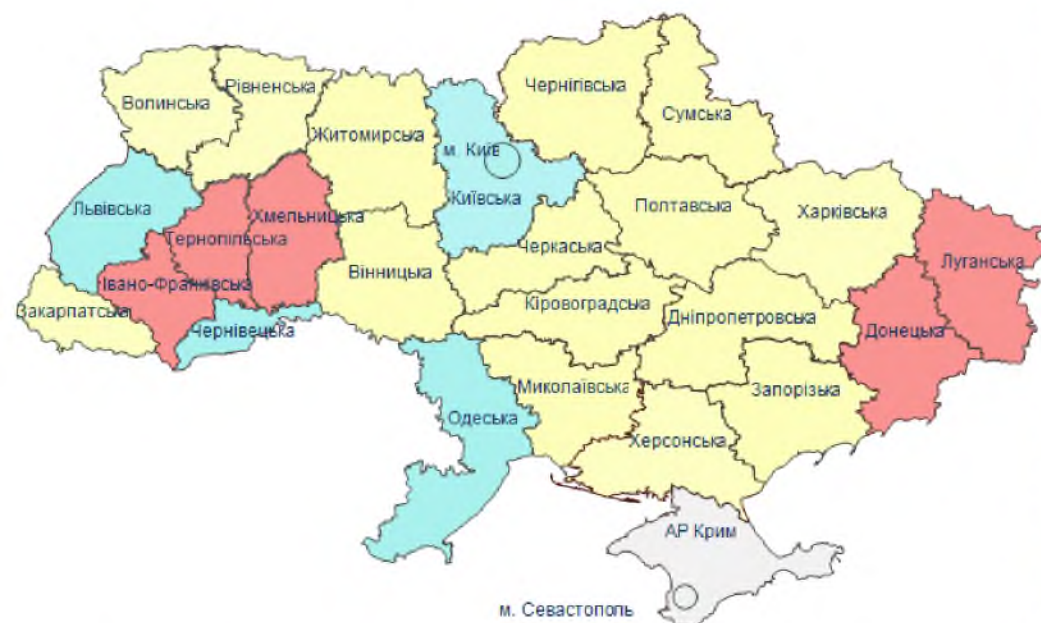 Чернігівська
Рівненська
Волинська
Сумська
Житомирська
м. Київ
Київська
Львівська
Хмельницька
Полтавська
Харківська
Тернопільська
Черкаська
Луганська
Вінницька
Івано-Франківська
Кіровоградська
Закарпатська
Дніпропетровська
Чернівецька
Донецька
Миколаївська
Запорізька
Одеська
Херсонська
АР Крим
м. Севастополь